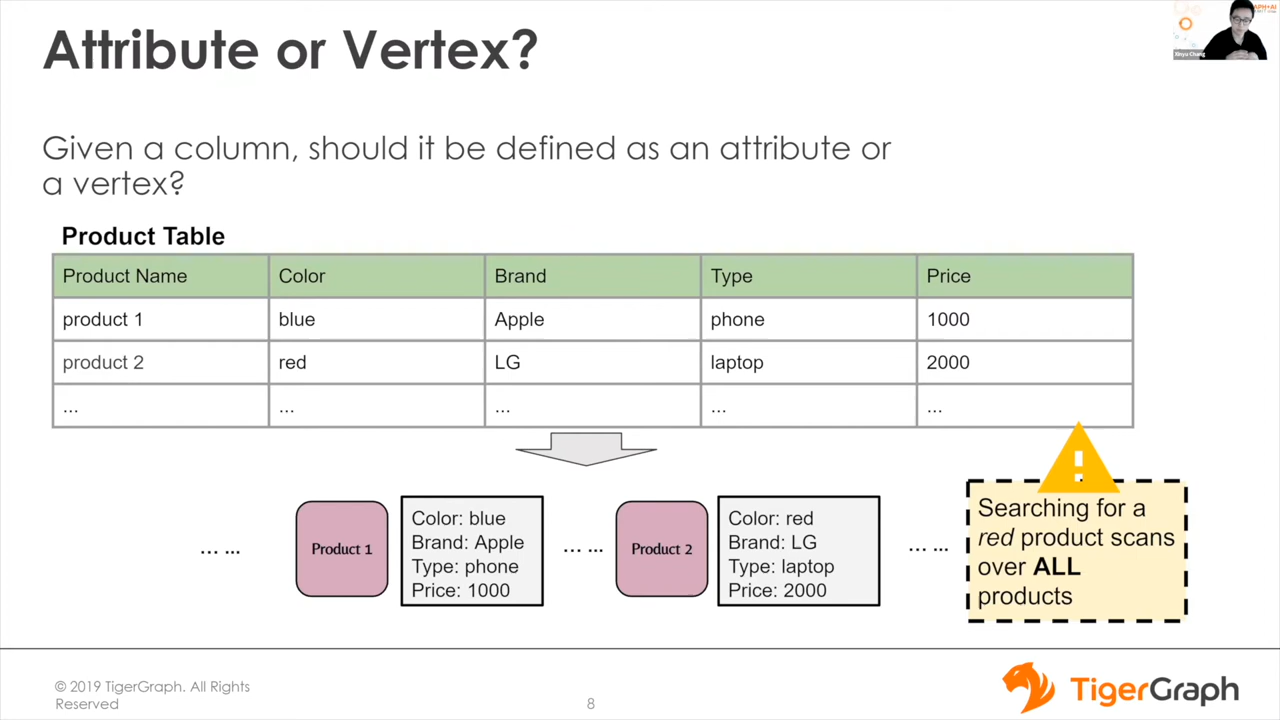 Attribute or Vertex?
Xinyu Chang
Given a column, should it be defined as an attribute or
a vertex?
Product Table
Product Name Color Brand Type Price
product 1 blue Apple phone 1000
product 2 red LG laptop 2000
... ... ... ... ...
!
... ...
Product 1
Color: blue
Brand: Apple
Type: phone
Price: 1000
... ...
Product 2
Color: red
Brand: LG
Type: laptop
Price: 2000
... ...
Searching for a
red product scans
over ALL
products
© 2019 TigerGraph. All Rights
Reserved
8
TigerGraph